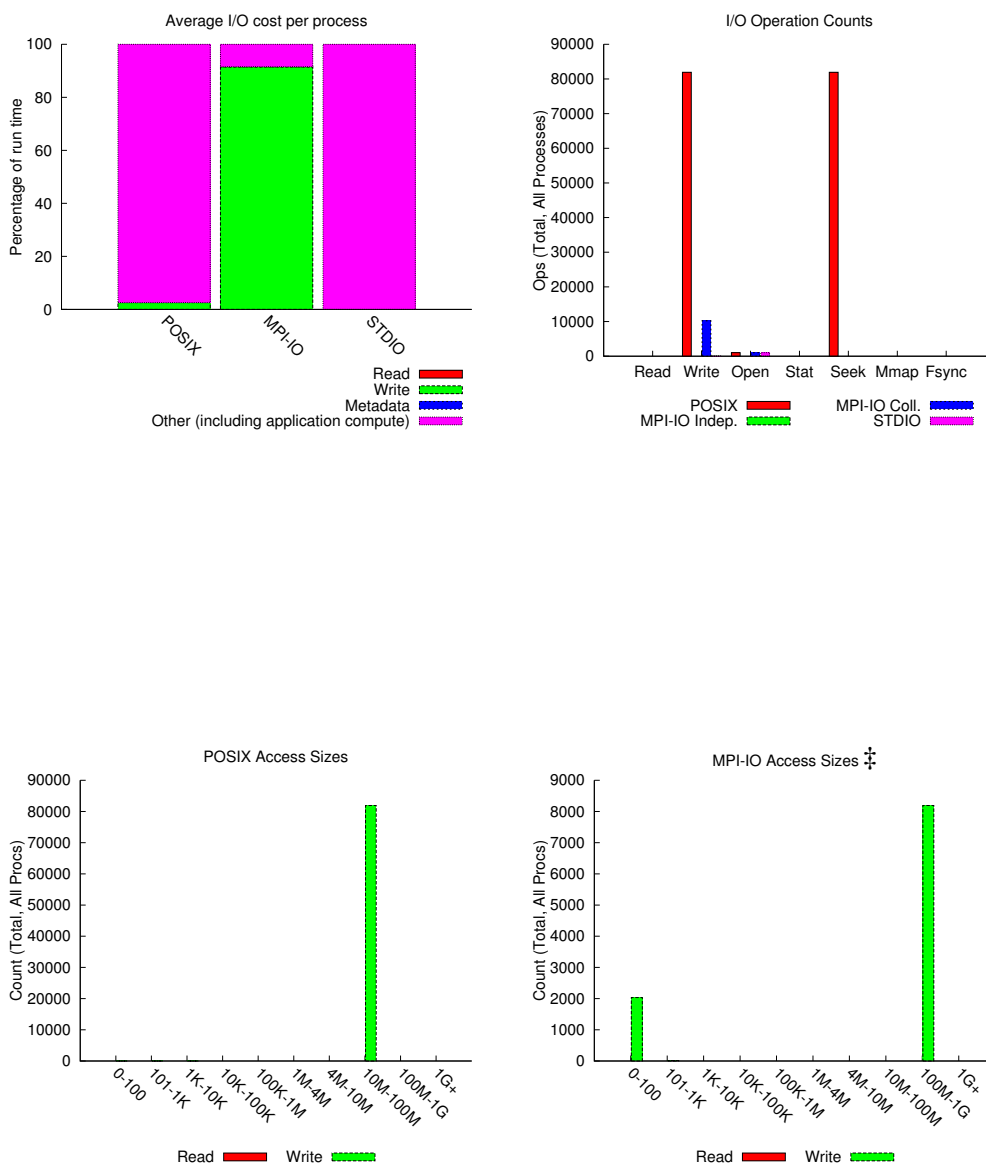 Average I/O cost per process
Percentage of run time
100
80
60
40
20
0
POSIX
MPI-IO
STDIO
Read
Write
Metadata
Other (including application compute)
I/O Operation Counts
Ops (Total, All Processes)
90000
80000
70000
60000
50000
40000
30000
20000
10000
0
Read Write Open Stat Seek Mmap Fsync
POSIX
MPI-IO Indep.
MPI-IO Coll.
STDIO
POSIX Access Sizes
Count (Total, All Procs)
90000
80000
70000
60000
50000
40000
30000
20000
10000
0
0-100
101-1K
1K-10K
10K-100K
100K-1M
1M-4M
4M-10M
10M-100M
100M-1G
1G+
Read Write
MPI-IO Access Sizes ‡
Count (Total, All Procs)
9000
8000
7000
6000
5000
4000
3000
2000
1000
0
0-100
101-1K
1K-10K
10K-100K
100K-1M
1M-4M
4M-10M
10M-100M
100M-1G
1G+
Read Write